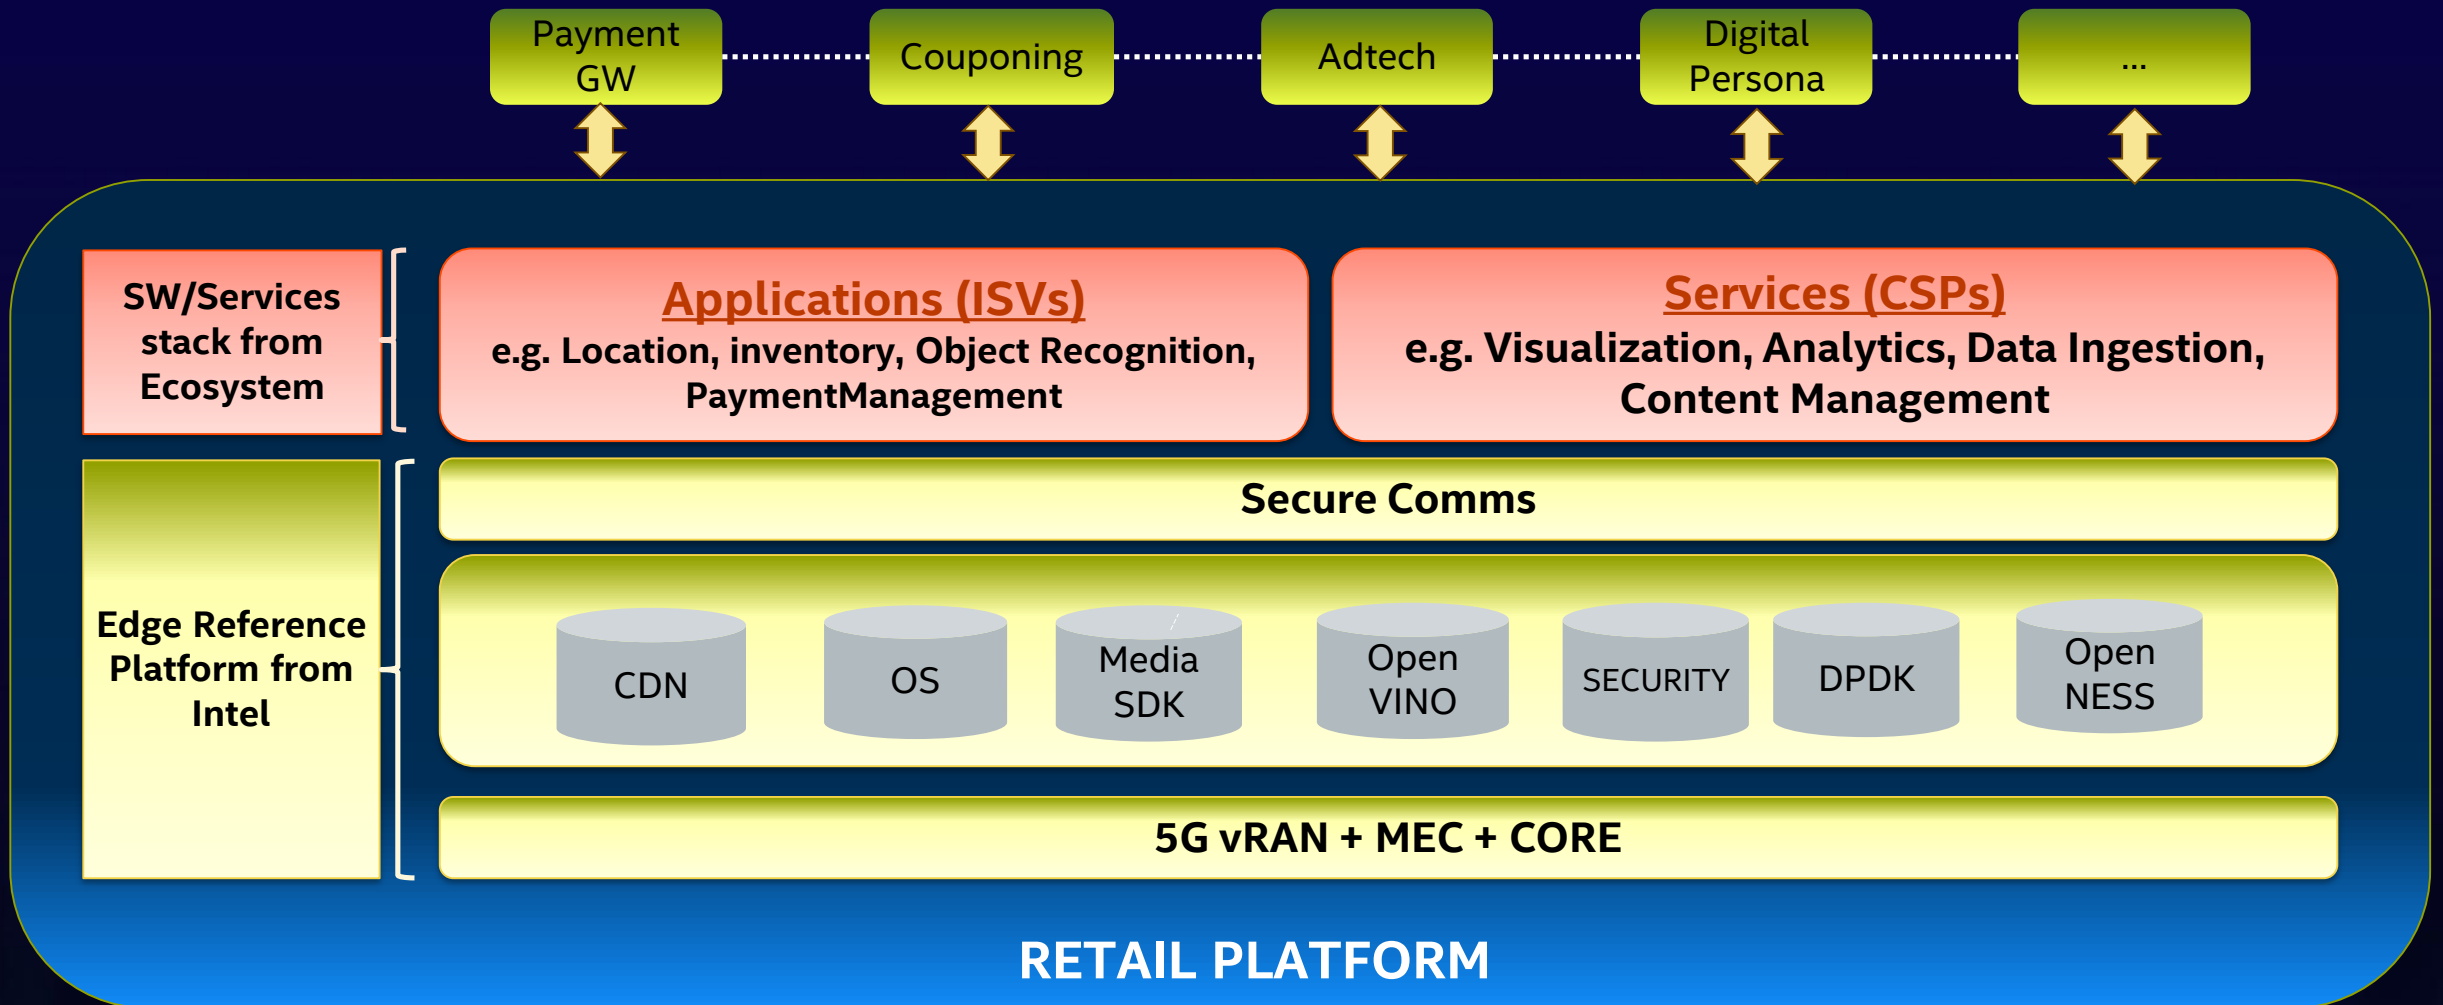 Payment
GW
Couponing
Adtech
Digital
Persona
...
SW/Services
stack from
Ecosystem
Applications (ISVs)
e.g. Location, inventory, Object Recognition,
PaymentManagement
Services (CSPs)
e.g. Visualization, Analytics, Data Ingestion,
Content Management
Edge Reference
Platform from
Intel
Secure Comms
CDN
OS
Media
SDK
Open
VINO
SECURITY
DPDK
Open
NESS
5G vRAN + MEC + CORE
RETAIL PLATFORM